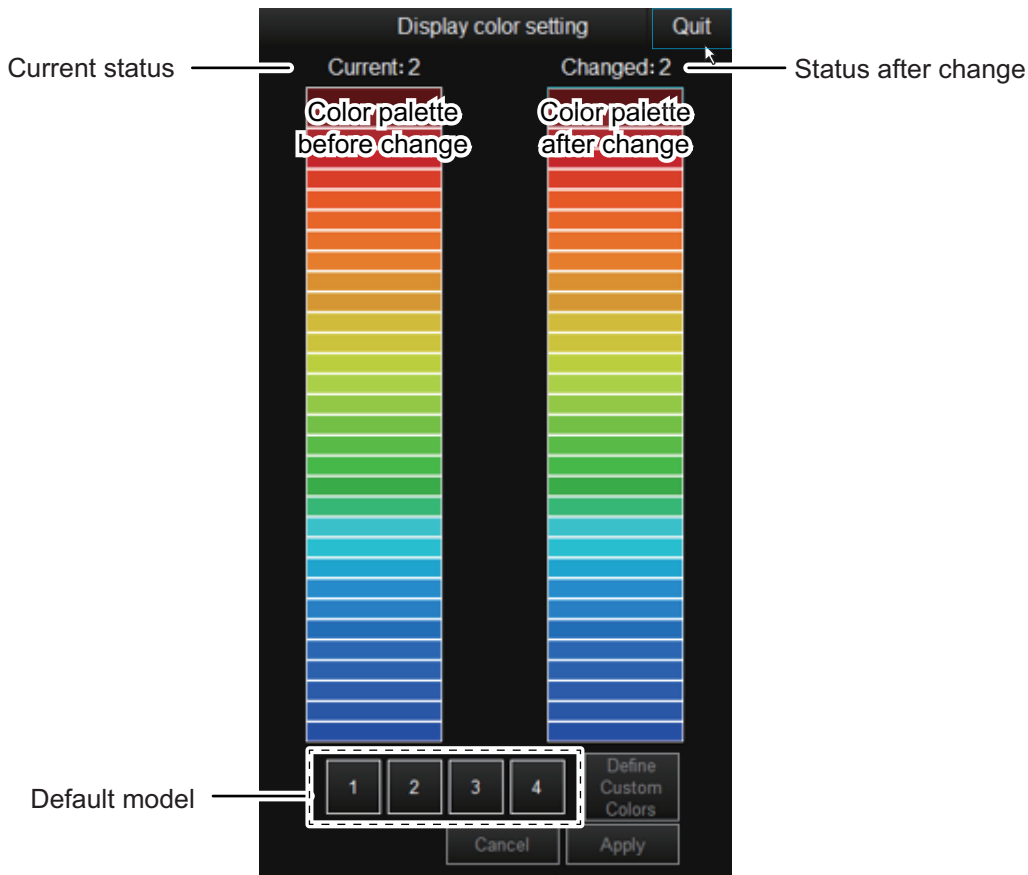 Display color setting
Quit
Current status
Current: 2
Changed: 2
Status after change
Color palette
before change
Color palette
after change
Default model
1
2
3
4
Define
Custom
Colors
Cancel
Apply